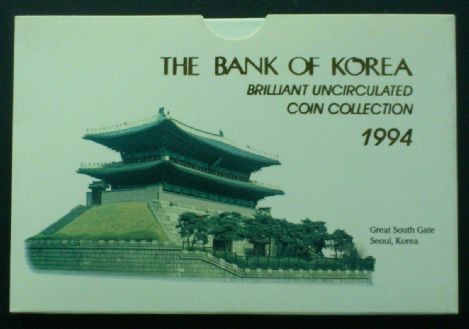 THE BANK OF KOREA
BRILLIANT UNCIRCULATED
COIN COLLECTION
1994
Great South Gate
Seoul, Korea